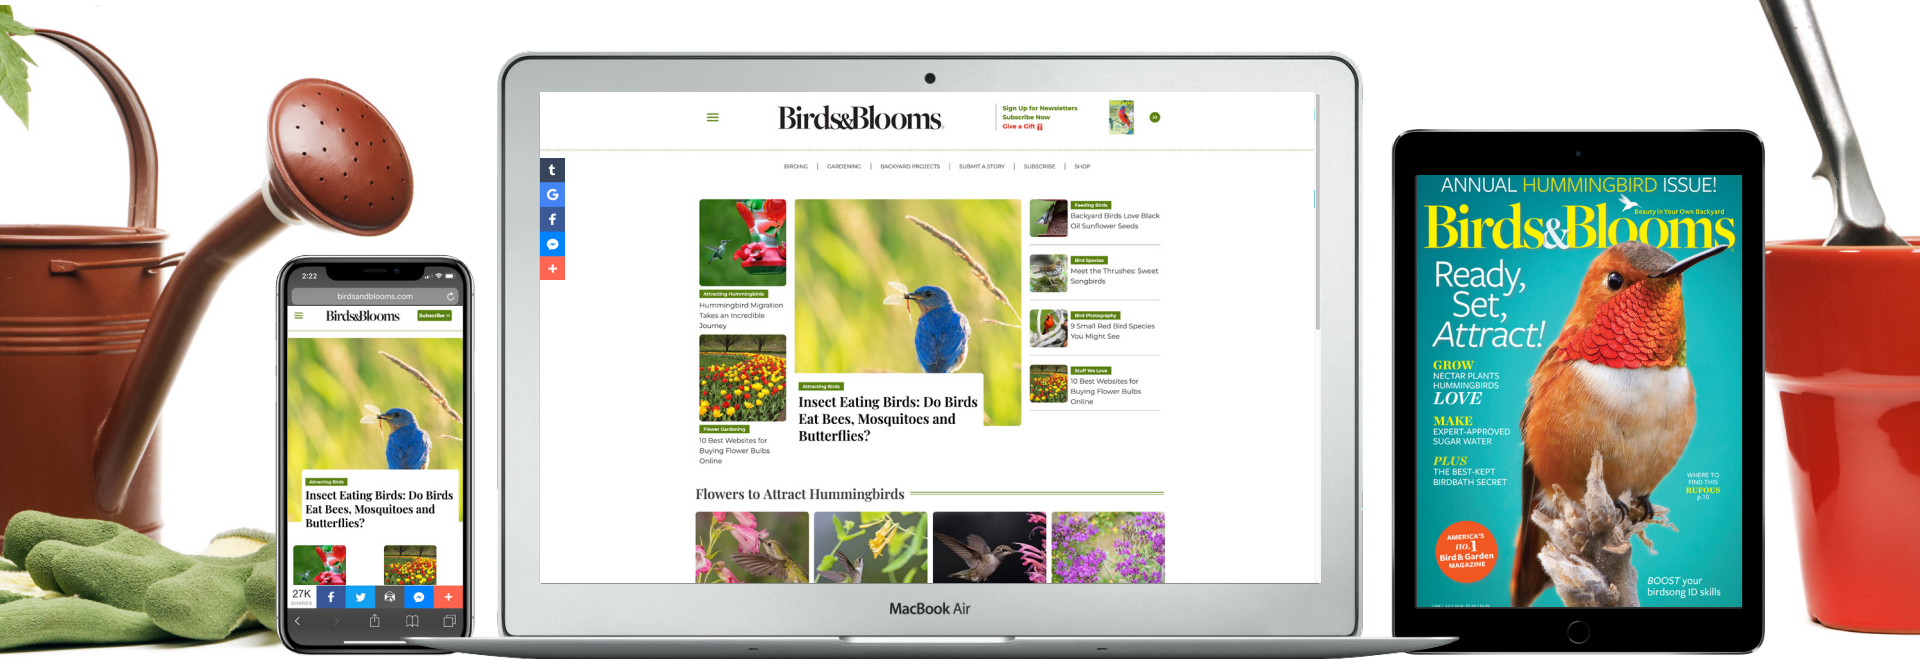 2:22
birdsandblooms.com
Birds&Blooms
Subscribe
Attracting Birds
Insect Eating Birds: Do Birds
Eat Bees, Mosquitoes and
Butterflies?
27K
SHARES
Birds&Blooms
Sign Up for Newsletters
Subscribe Now
Give a Gift
BIRDING | GARDENING | BACKYARD PROJECTS | SUBMIT A STORY | SUBSCRIBE | SHOP
Attracting Hummingbirds
Hummingbird Migration
Takes an Incredible
Journey
Flower Gardening
10 Best Websites for
Buying Flower Bulbs
Online
Attracting Birds
Insect Eating Birds: Do Birds
Eat Bees, Mosquitoes and
Butterflies?
Feeding Birds
Backyard Birds Love Black
Oil Sunflower Seeds
Bird Species
Meet the Thrushes: Sweet
Songbirds
Bird Photography
9 Small Red Bird Species
You Might See
Stuff We Love
10 Best Websites for
Buying Flower Bulbs
Online
Flowers to Attract Hummingbirds
MacBook Air
ANNUAL HUMMINGBIRD ISSUE!
Beauty in Your Own Backyard
Birds&Blooms
Ready,
Set,
Attract!
GROW
NECTAR PLANTS
HUMMINGBIRDS
LOVE
MAKE
EXPERT-APPROVED
SUGAR WATER
PLUS
THE BEST-KEPT
BIRDBATH SECRET
WHERE TO
FIND THIS
RUFOUS
p.10
AMERICA'S
no.1
Bird & Garden
MAGAZINE
BOOST your
birdsong ID skills